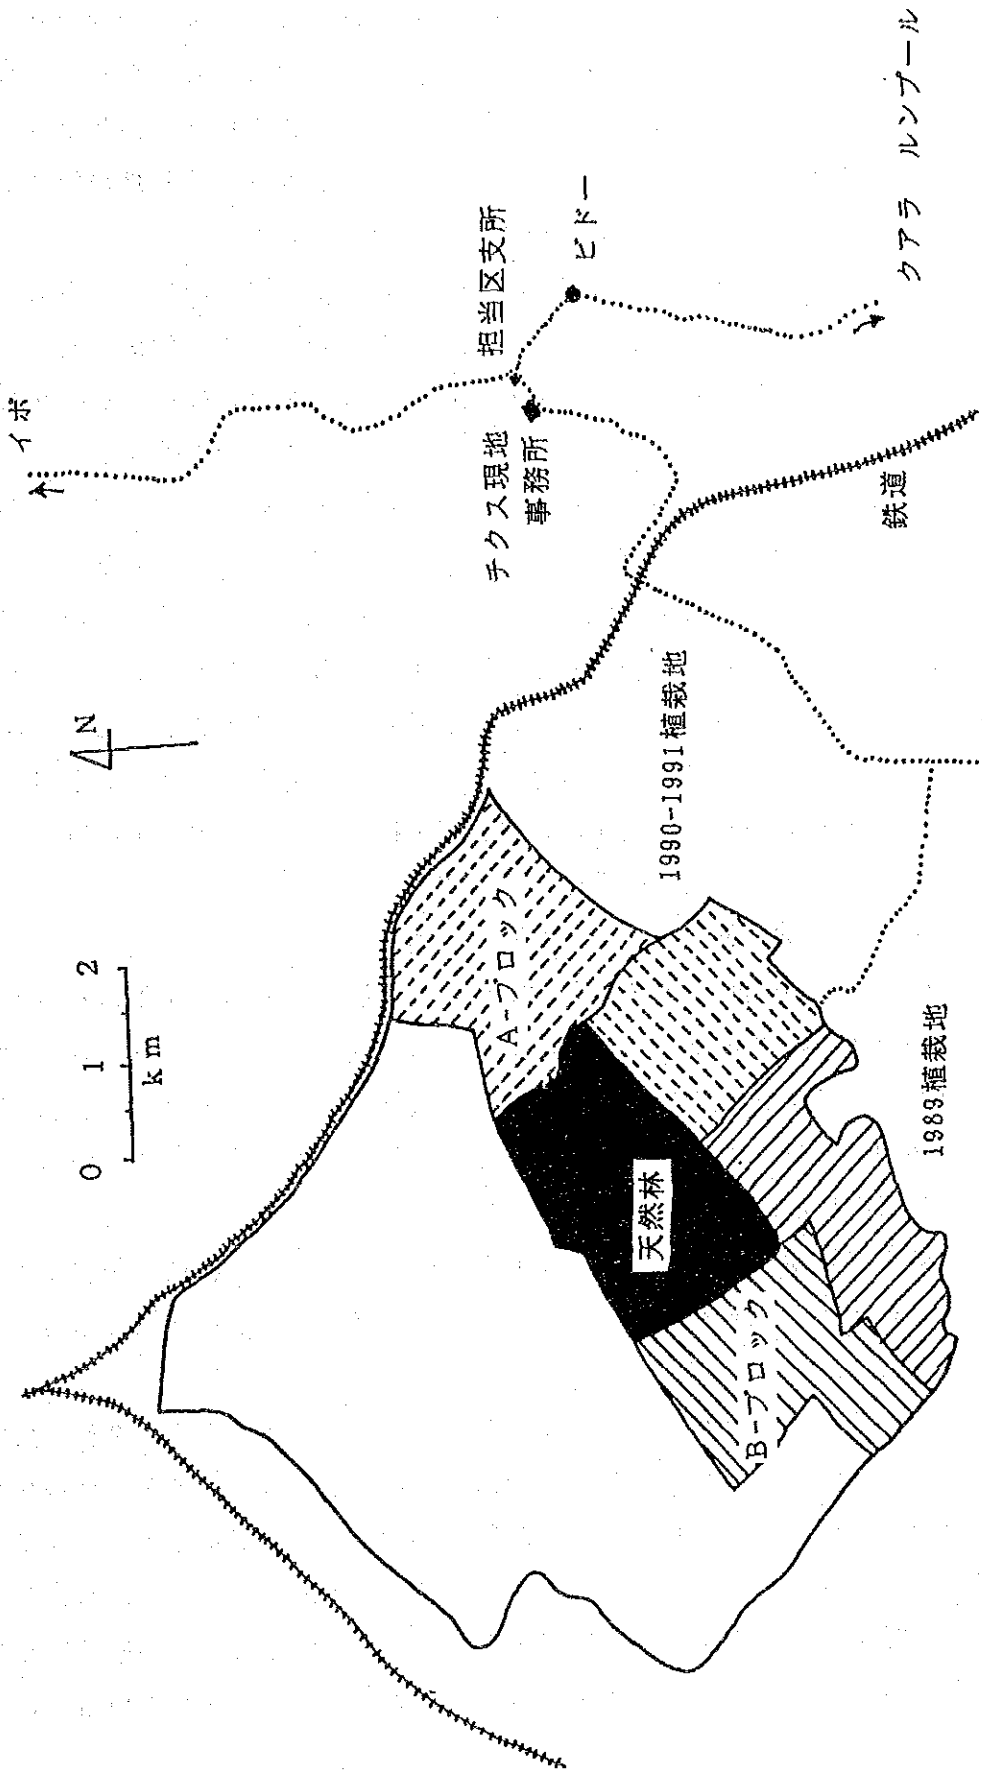 イポ
N
0 1 2
km
担当区支所
ビドー
チクス現地
事務所
クアラ ルンプール
鉄道
A-ブロック
1990-1991植栽地
天然林
B-ブロック
1989植栽地